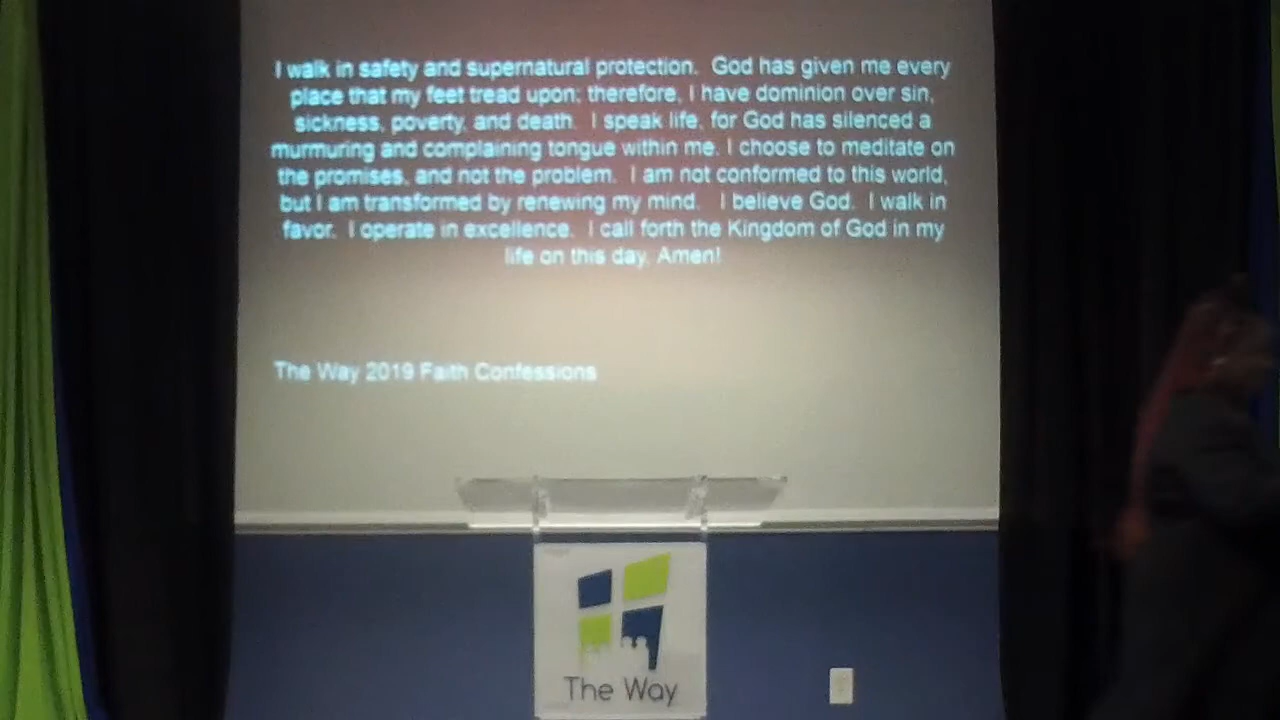 I walk in safety and supernatural protection. God has given me every
place that my feet tread upon; therefore, I have dominion over sin,
sickness, poverty, and death. I speak life, for God has silenced a
murmuring and complaining tongue within me. I choose to meditate on
the promises, and not the problem. I am not conformed to this world,
but I am transformed by renewing my mind. I believe God. I walk in
favor. I operate in excellence. I call forth the Kingdom of God in my
life on this day. Amen!
The Way 2019 Faith Confessions
The Way